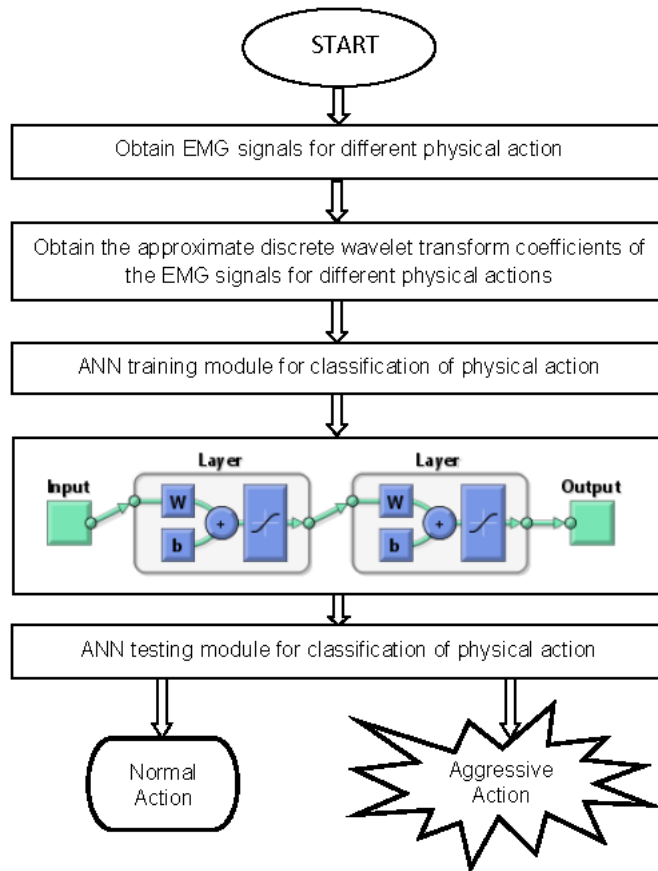 START
Obtain EMG signals for different physical action
Obtain the approximate discrete wavelet transform coefficients of
the EMG signals for different physical actions
ANN training module for classification of physical action
Layer
Layer
Input
Output
W
b
+
W
b
+
ANN testing module for classification of physical action
Normal
Action
Aggressive
Action